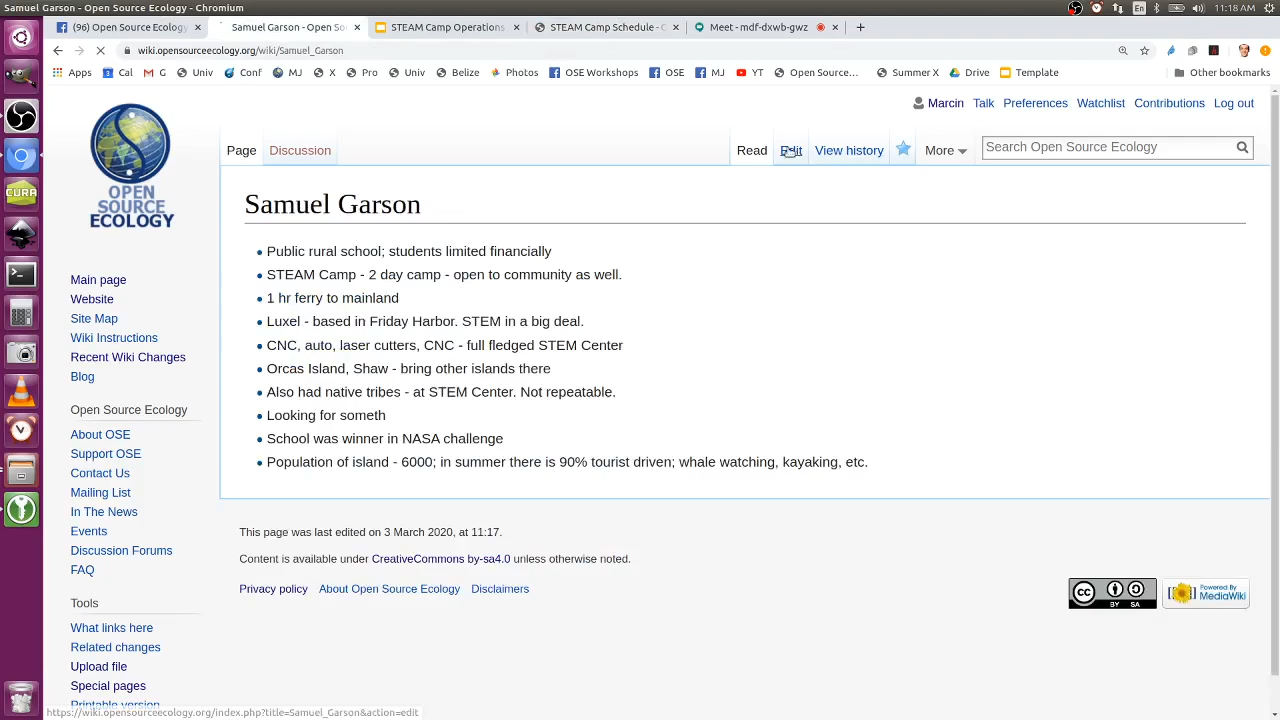 Samuel Garson - Open Source Ecology - Chromium
En
11:18 AM
(96) Open Source Ecology
Samuel Garson - Open So
STEAM Camp Operations
STEAM Camp Schedule - C
Meet - mdf-dxwb-gwz
wiki.opensourceecology.org/wiki/Samuel_Garson
Apps
Cal
G
Univ
Conf
MJ
X
Pro
Univ
Belize
Photos
OSE Workshops
OSE
MJ
YT
Open Source...
Summer X
Drive
Template
Other bookmarks
Marcin
Talk
Preferences
Watchlist
Contributions
Log out
OPEN
SOURCE
ECOLOGY
Page
Discussion
Read
Edit
View history
More
Search Open Source Ecology
Samuel Garson
Public rural school; students limited financially
STEAM Camp - 2 day camp - open to community as well.
1 hr ferry to mainland
Luxel - based in Friday Harbor. STEM in a big deal.
CNC, auto, laser cutters, CNC - full fledged STEM Center
Orcas Island, Shaw - bring other islands there
Also had native tribes - at STEM Center. Not repeatable.
Looking for someth
School was winner in NASA challenge
Population of island - 6000; in summer there is 90% tourist driven; whale watching, kayaking, etc.
Main page
Website
Site Map
Wiki Instructions
Recent Wiki Changes
Blog
Open Source Ecology
About OSE
Support OSE
Contact Us
Mailing List
In The News
Events
Discussion Forums
FAQ
Tools
What links here
Related changes
Upload file
Special pages
Printable version
This page was last edited on 3 March 2020, at 11:17.
Content is available under CreativeCommons by-sa4.0 unless otherwise noted.
Privacy policy
About Open Source Ecology
Disclaimers
CC
BY SA
Powered By
MediaWiki
CURA
https://wiki.opensourceecology.org/index.php?title=Samuel_Garson&action=edit